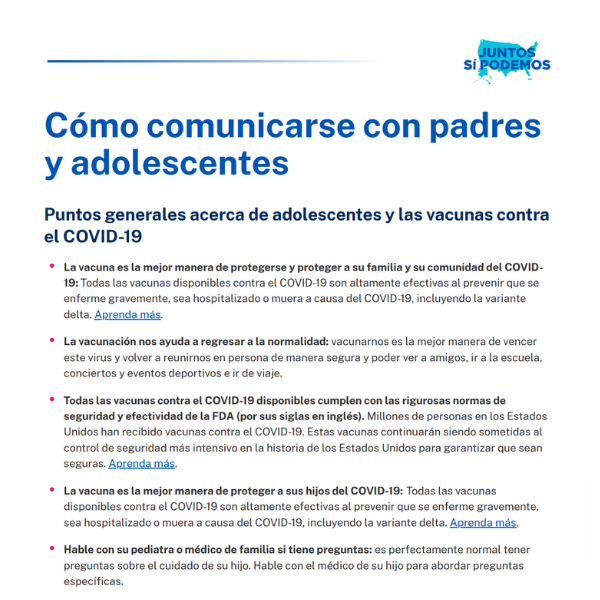 JUNTOS
SÍ PODEMOS
Cómo comunicarse con padres
y adolescentes
Puntos generales acerca de adolescentes y las vacunas contra
el COVID-19
• La vacuna es la mejor manera de protegerse y proteger a su familia y su comunidad del COVID-
19: Todas las vacunas disponibles contra el COVID-19 son altamente efectivas al prevenir que se
enferme gravemente, sea hospitalizado o muera a causa del COVID-19, incluyendo la variante
delta. Aprenda más.
• La vacunación nos ayuda a regresar a la normalidad: vacunarnos es la mejor manera de vencer
este virus y volver a reunirnos en persona de manera segura y poder ver a amigos, ir a la escuela,
conciertos y eventos deportivos e ir de viaje.
• Todas las vacunas contra el COVID-19 disponibles cumplen con las rigurosas normas de
seguridad y efectividad de la FDA (por sus siglas en inglés). Millones de personas en los Estados
Unidos han recibido vacunas contra el COVID-19. Estas vacunas continuarán siendo sometidas al
control de seguridad más intensivo en la historia de los Estados Unidos para garantizar que sean
seguras. Aprenda más.
• La vacuna es la mejor manera de proteger a sus hijos del COVID-19: Todas las vacunas
disponibles contra el COVID-19 son altamente efectivas al prevenir que se enferme gravemente,
sea hospitalizado o muera a causa del COVID-19, incluyendo la variante delta. Aprenda más.
• Hable con su pediatra o médico de familia si tiene preguntas: es perfectamente normal tener
preguntas sobre el cuidado de su hijo. Hable con el médico de su hijo para abordar preguntas
específicas.